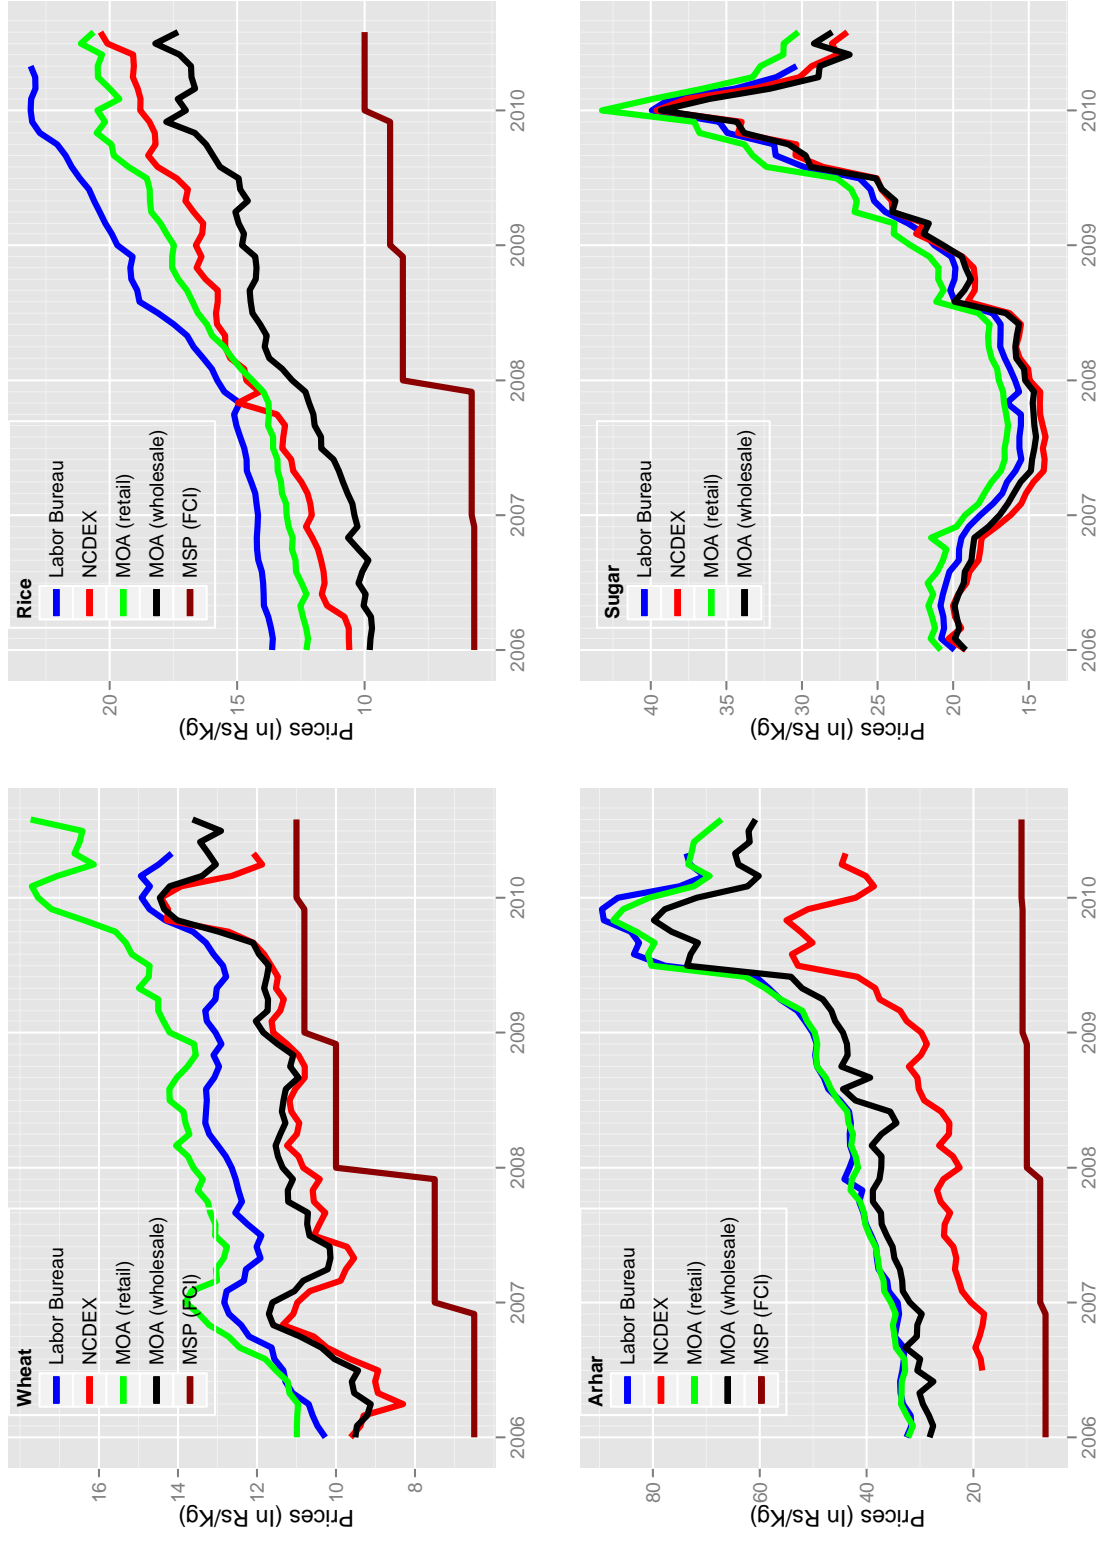 Wheat
Labor Bureau
NCDEX
MOA (retail)
MOA (wholesale)
MSP (FCI)
Prices (In Rs/Kg)
16
14
12
10
8
2006
2007
2008
2009
2010
Rice
Labor Bureau
NCDEX
MOA (retail)
MOA (wholesale)
MSP (FCI)
Prices (In Rs/Kg)
20
15
10
2006
2007
2008
2009
2010
Arhar
Labor Bureau
NCDEX
MOA (retail)
MOA (wholesale)
MSP (FCI)
Prices (In Rs/Kg)
80
60
40
20
2006
2007
2008
2009
2010
Sugar
Labor Bureau
NCDEX
MOA (retail)
MOA (wholesale)
Prices (In Rs/Kg)
40
35
30
25
20
15
2006
2007
2008
2009
2010